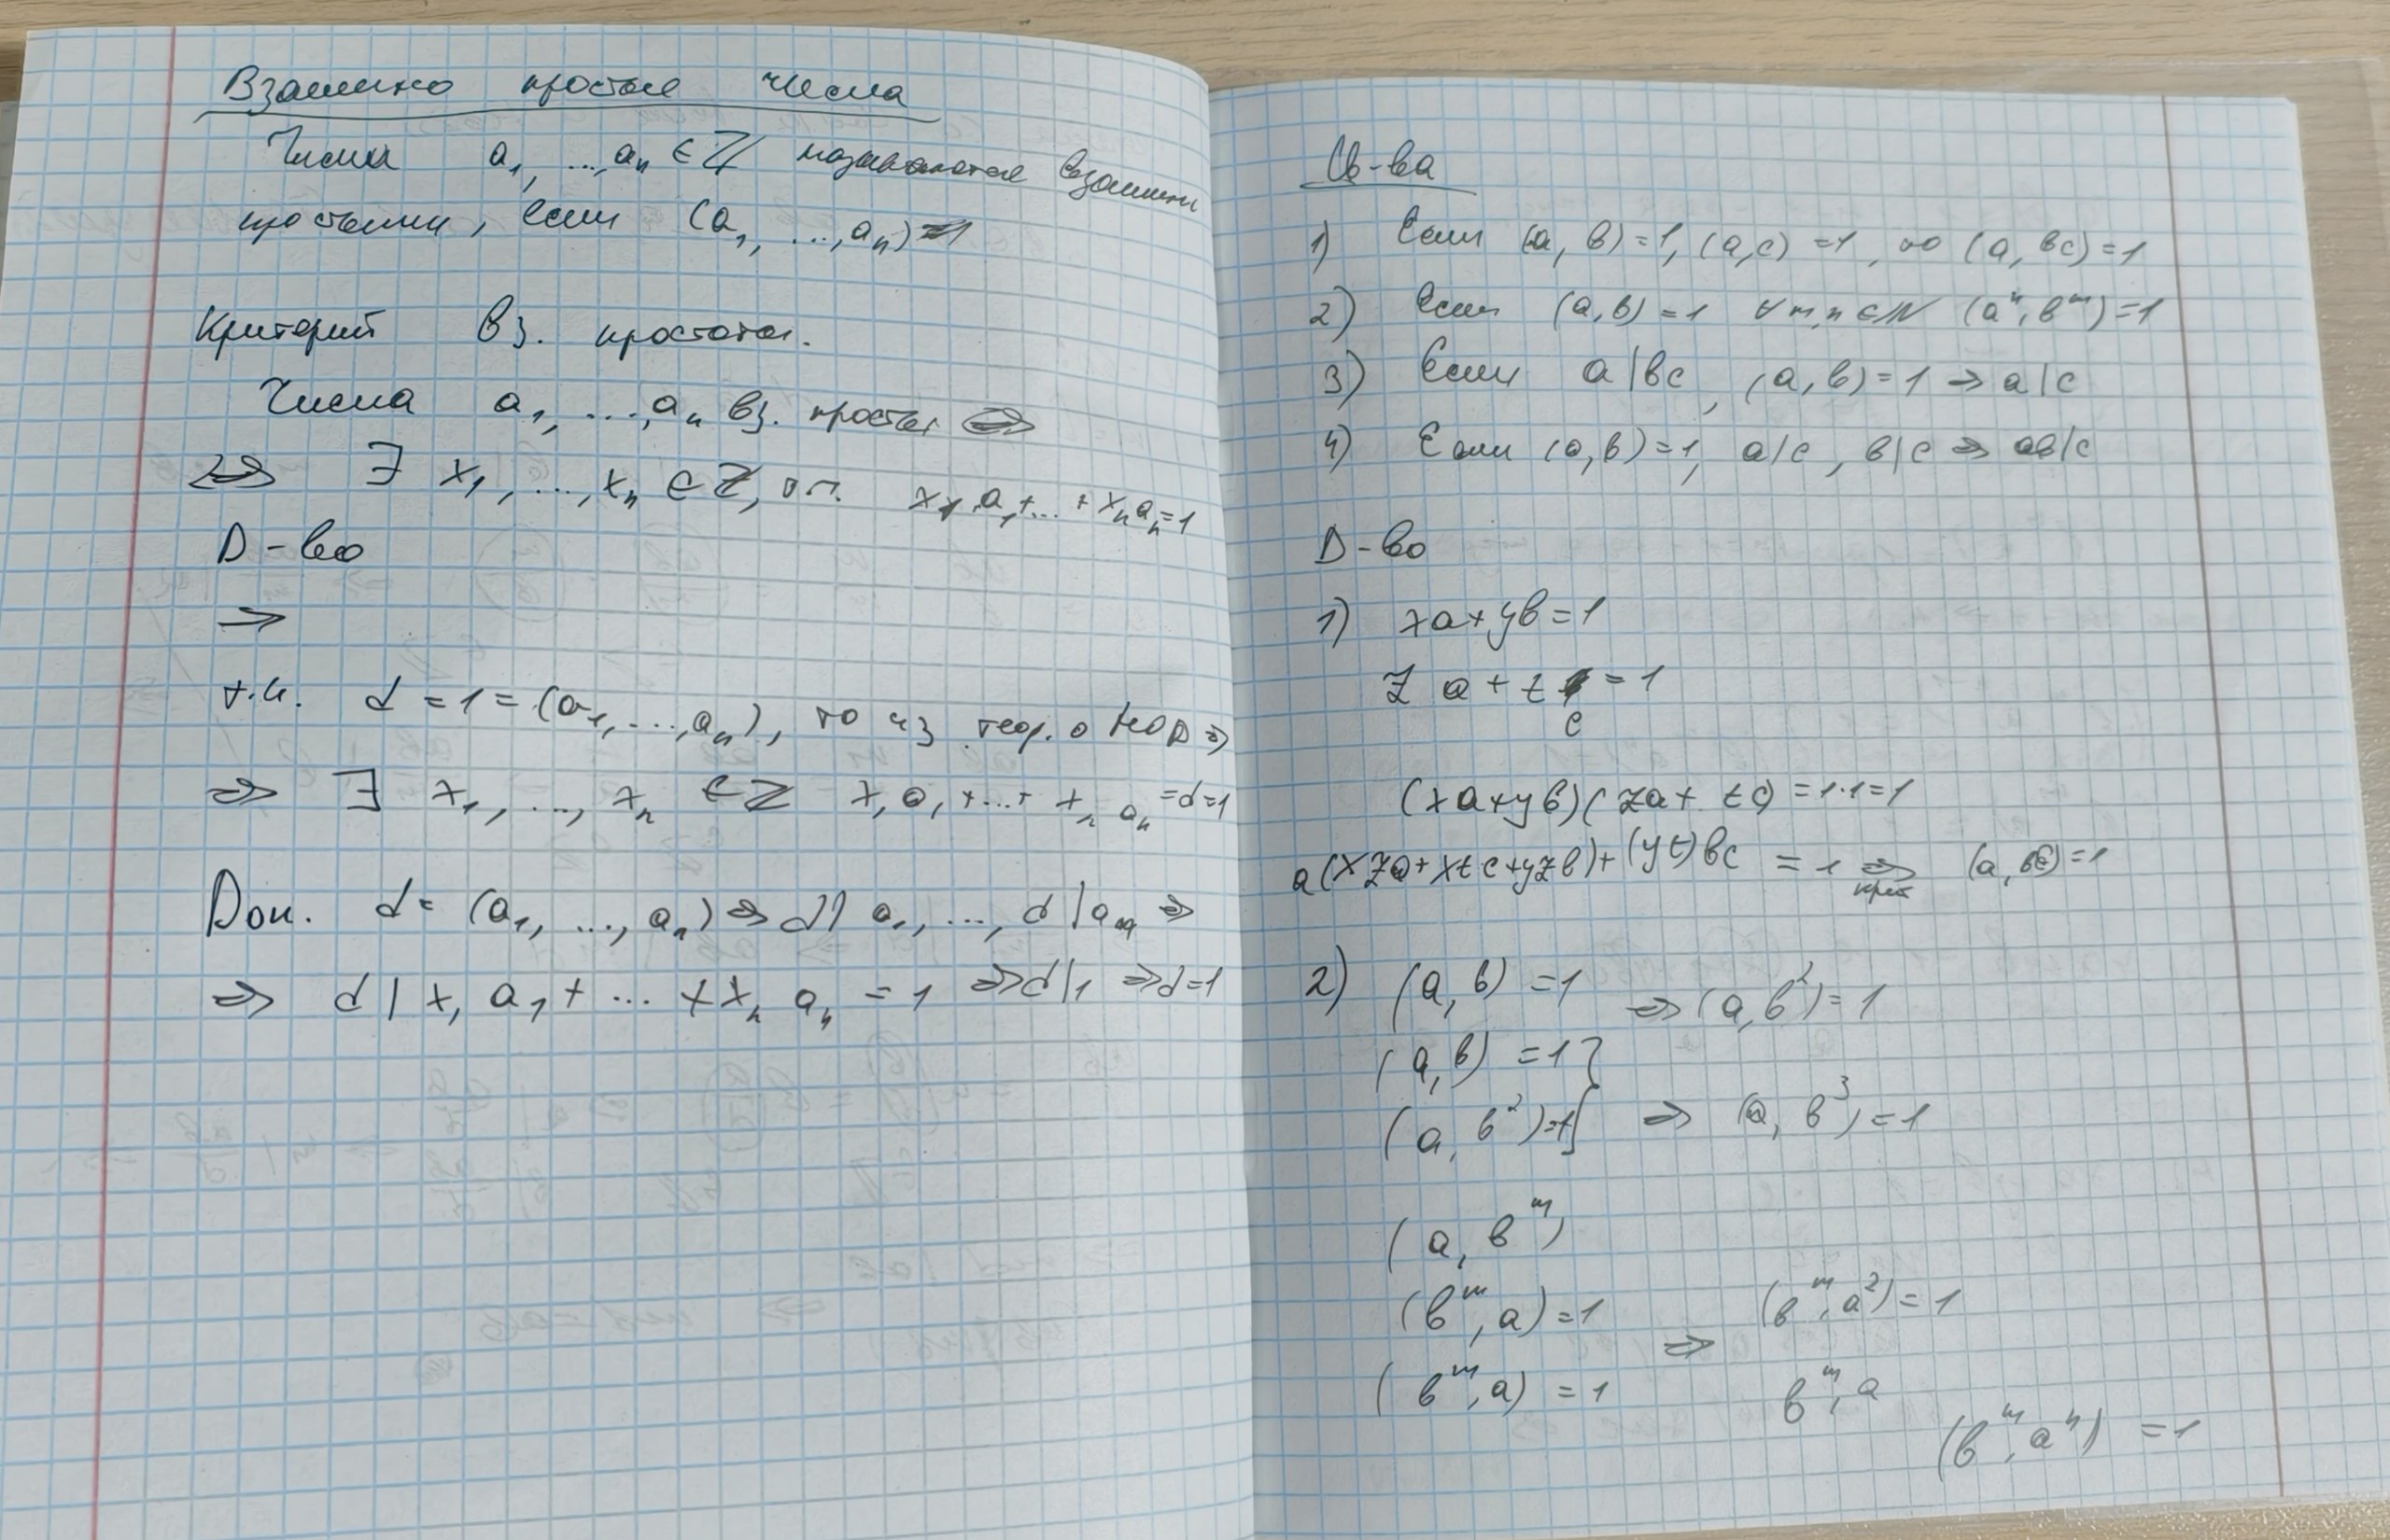 Взаимно простые числа
Числа a₁, ..., aₙ ∈ ℤ называются взаимно
простыми, если (a₁, ..., aₙ) = 1
Критерий вз. простоты.
Числа a₁, ..., aₙ вз. просты ⇔
⇔ ∃ x₁, ..., xₙ ∈ ℤ, что x₁a₁ + ... + xₙaₙ = 1
D-во
⇒
т.к. d = 1 = (a₁, ..., aₙ), то из теор. о НОД ⇒
⇒ ∃ x₁, ..., xₙ ∈ ℤ x₁a₁ + ... + xₙaₙ = d = 1
Dок. d = (a₁, ..., aₙ) ⇒ d | a₁, ..., d | aₙ ⇒
⇒ d | x₁a₁ + ... + xₙaₙ = 1 ⇒ d | 1 ⇒ d = 1
Св-ва
1) Если (a, b) = 1, (a, c) = 1, то (a, bc) = 1
2) Если (a, b) = 1 ∀ m, n ∈ ℕ (aⁿ, bᵐ) = 1
3) Если a | bc, (a, b) = 1 ⇒ a | c
4) Если (a, b) = 1, a | c, b | c ⇒ ab | c
D-во
1) xa + yb = 1
za + tc = 1
(xa + yb)(za + tc) = 1·1 = 1
a(xza + xtc + yzb) + (yt)bc = 1 ⇒ крит (a, bc) = 1
2) (a, b) = 1 ⇒ (a, b²) = 1
(a, b) = 1 }
(a, b²) = 1 } ⇒ (a, b³) = 1
(a, bᵐ)
(bᵐ, a) = 1
(bᵐ, a) = 1 ⇒ (bᵐ, a²) = 1
bᵐ, a
(bᵐ, aⁿ) = 1